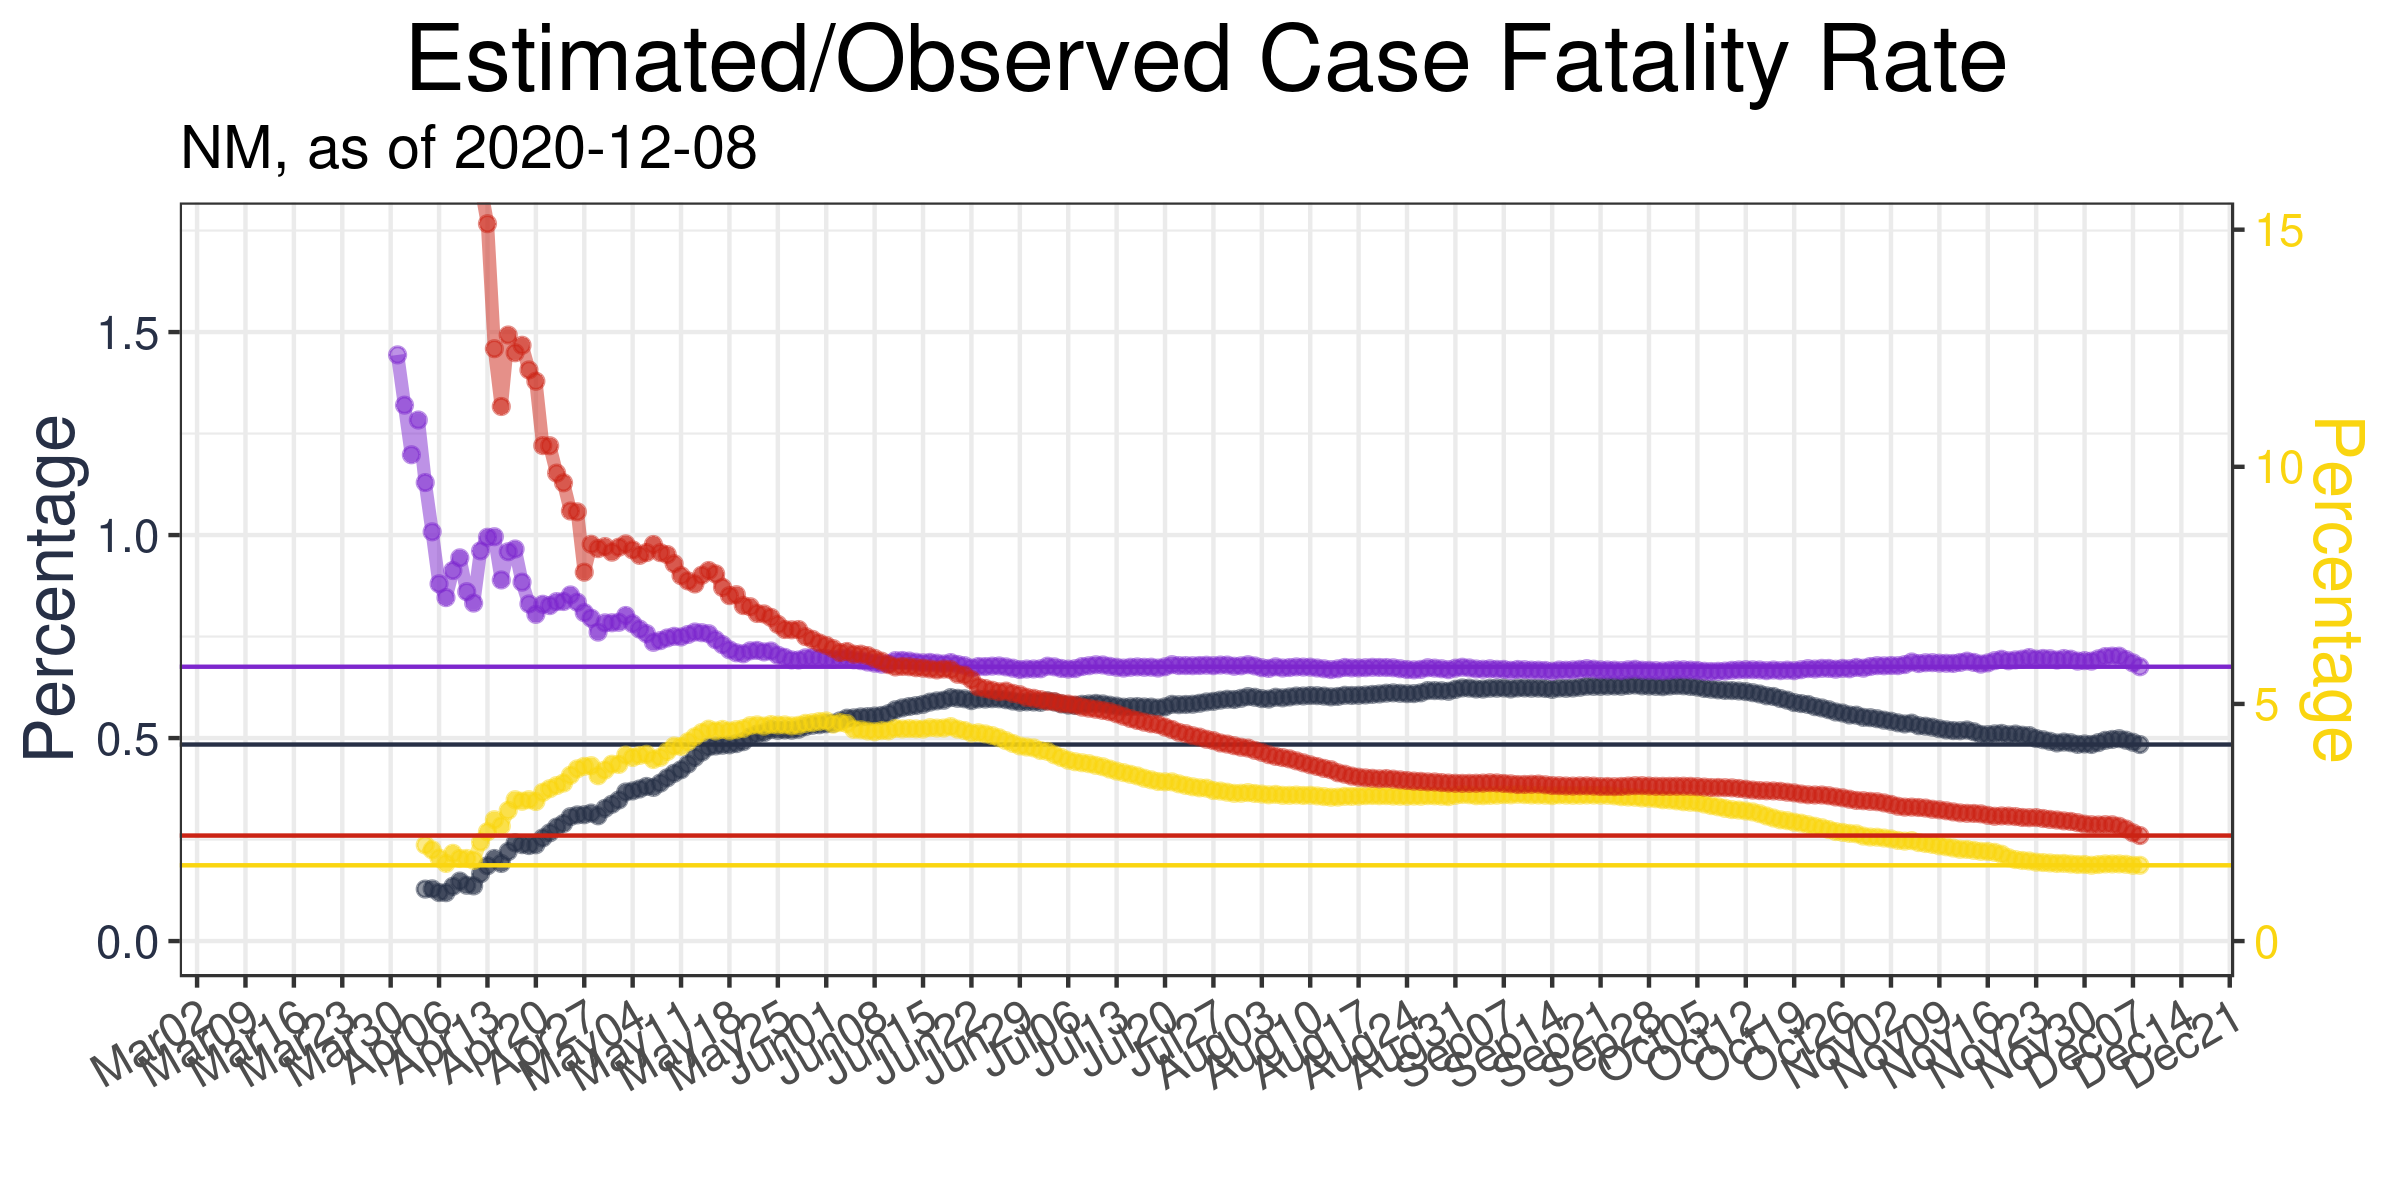 Estimated/Observed Case Fatality Rate
NM, as of 2020-12-08
Percentage
1.5
1.0
0.5
0.0
15
10
5
0
Percentage
Mar02
Mar09
Mar16
Mar23
Mar30
Apr06
Apr13
Apr20
Apr27
May04
May11
May18
May25
Jun01
Jun08
Jun15
Jun22
Jun29
Jul06
Jul13
Jul20
Jul27
Aug03
Aug10
Aug17
Aug24
Aug31
Sep07
Sep14
Sep21
Sep28
Oct05
Oct12
Oct19
Oct26
Nov02
Nov09
Nov16
Nov23
Nov30
Dec07
Dec14
Dec21